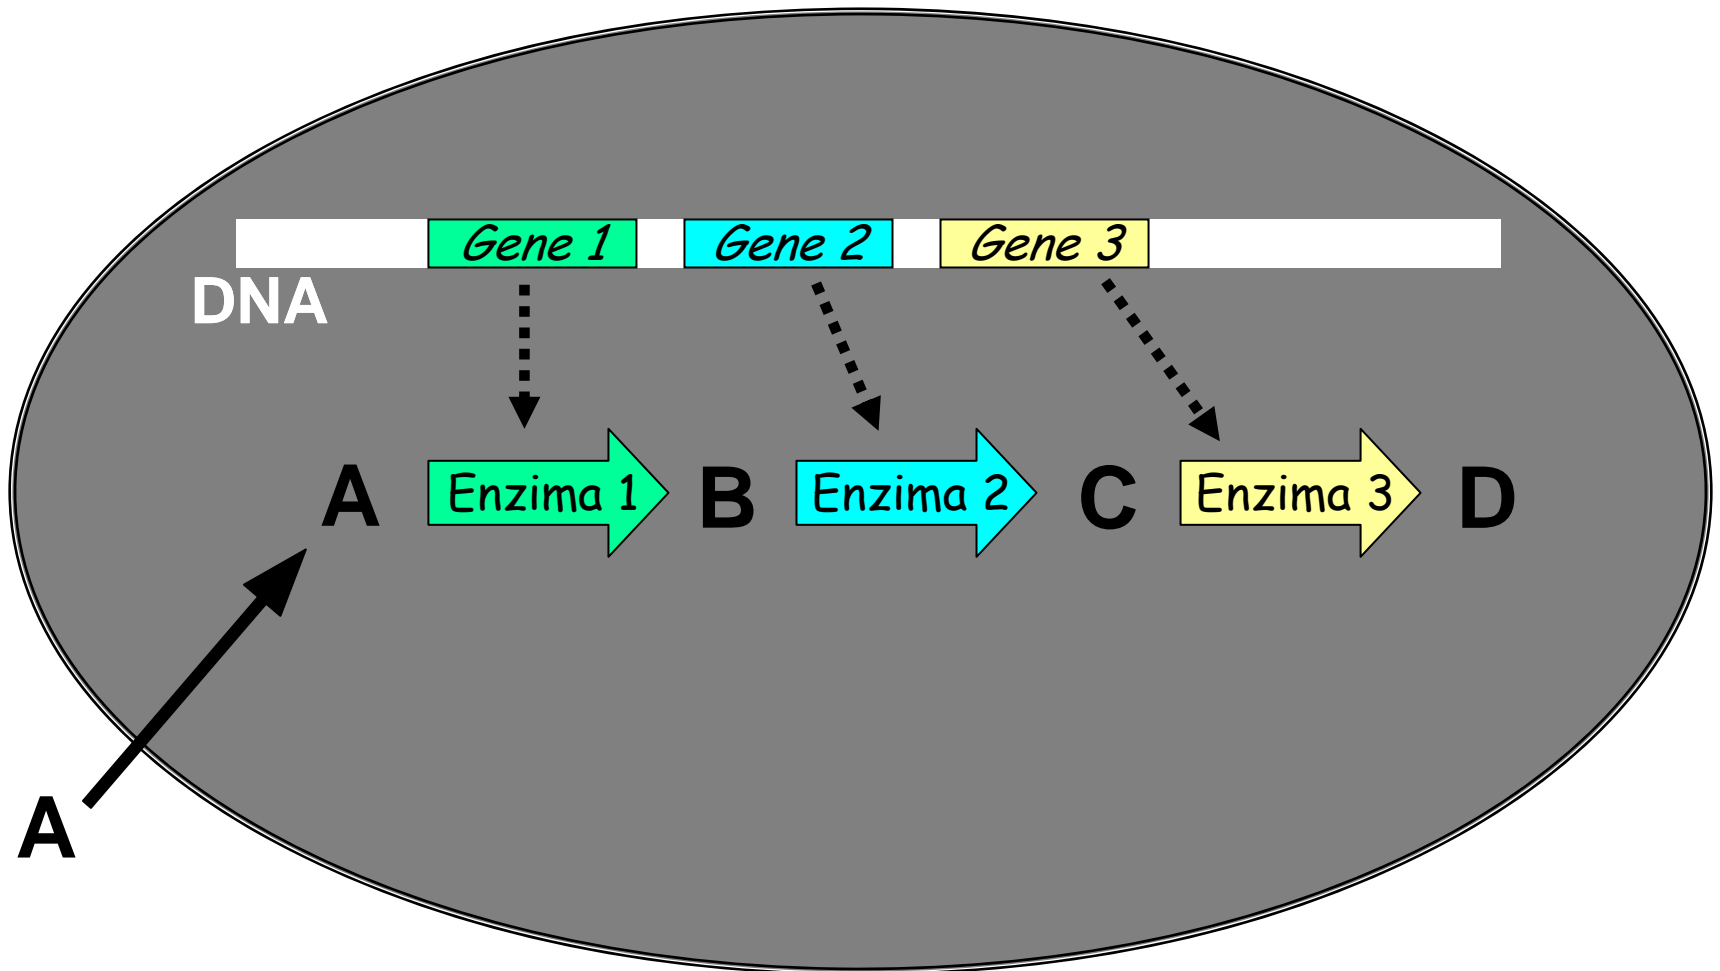 Gene 1 Gene 2 Gene 3
DNA
A Enzima 1 B Enzima 2 C Enzima 3 D
A